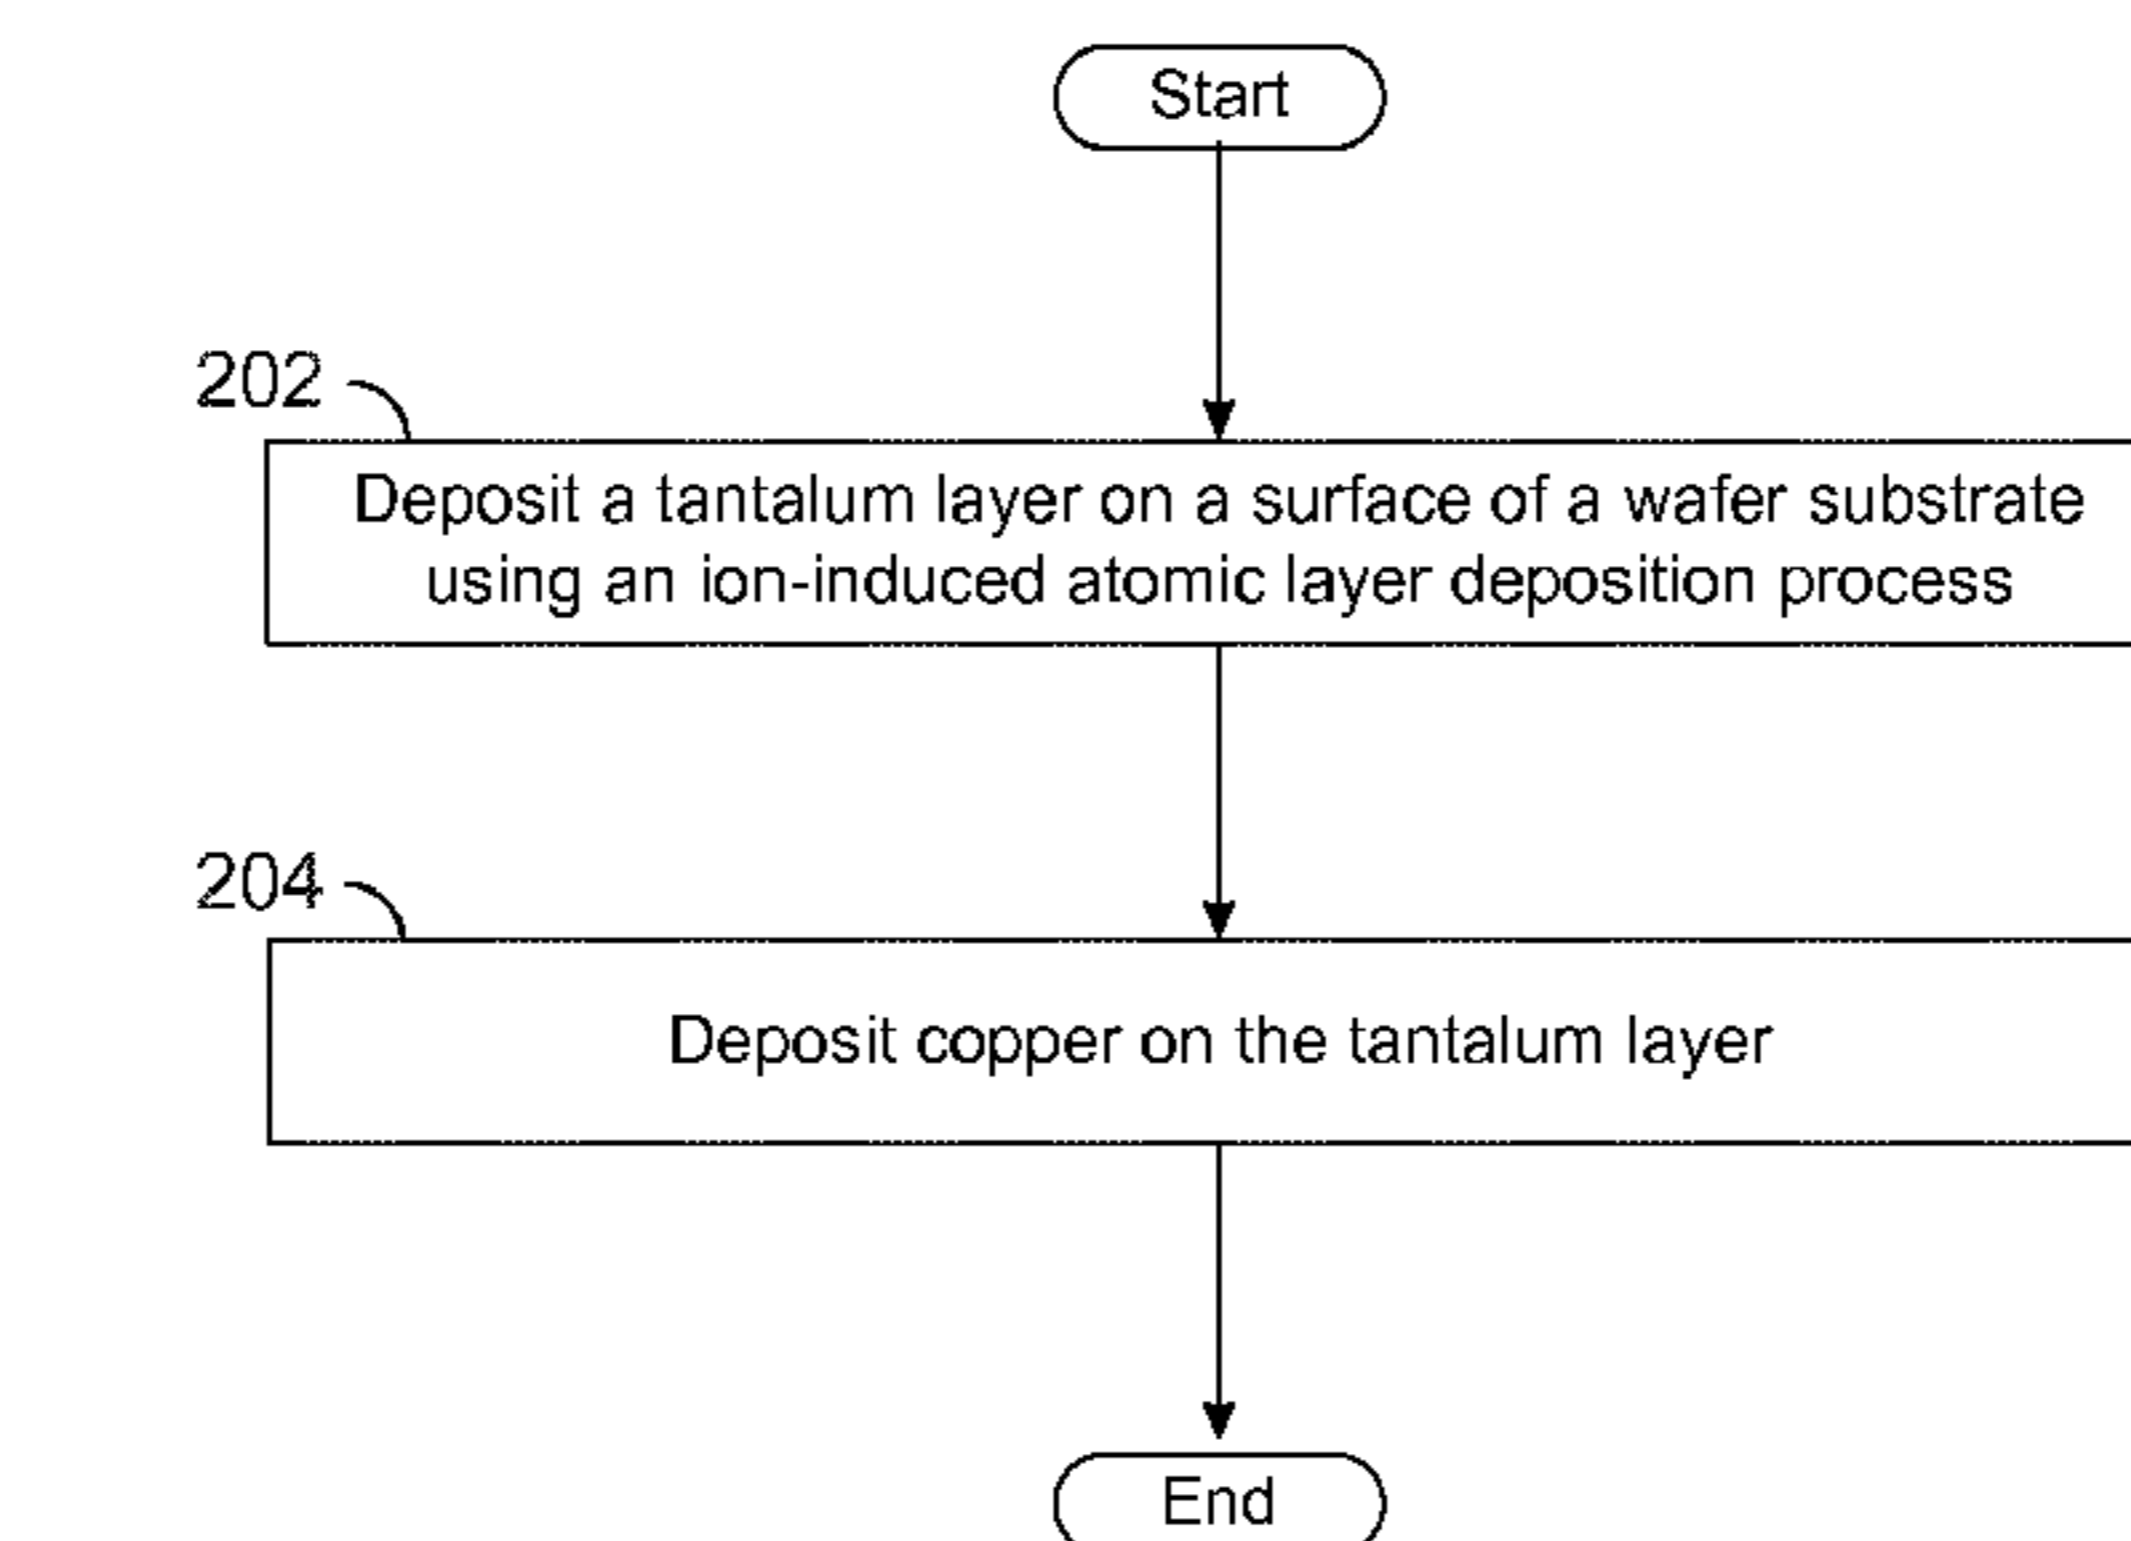 Start
202
Deposit a tantalum layer on a surface of a wafer substrate
using an ion-induced atomic layer deposition process
204
Deposit copper on the tantalum layer
End